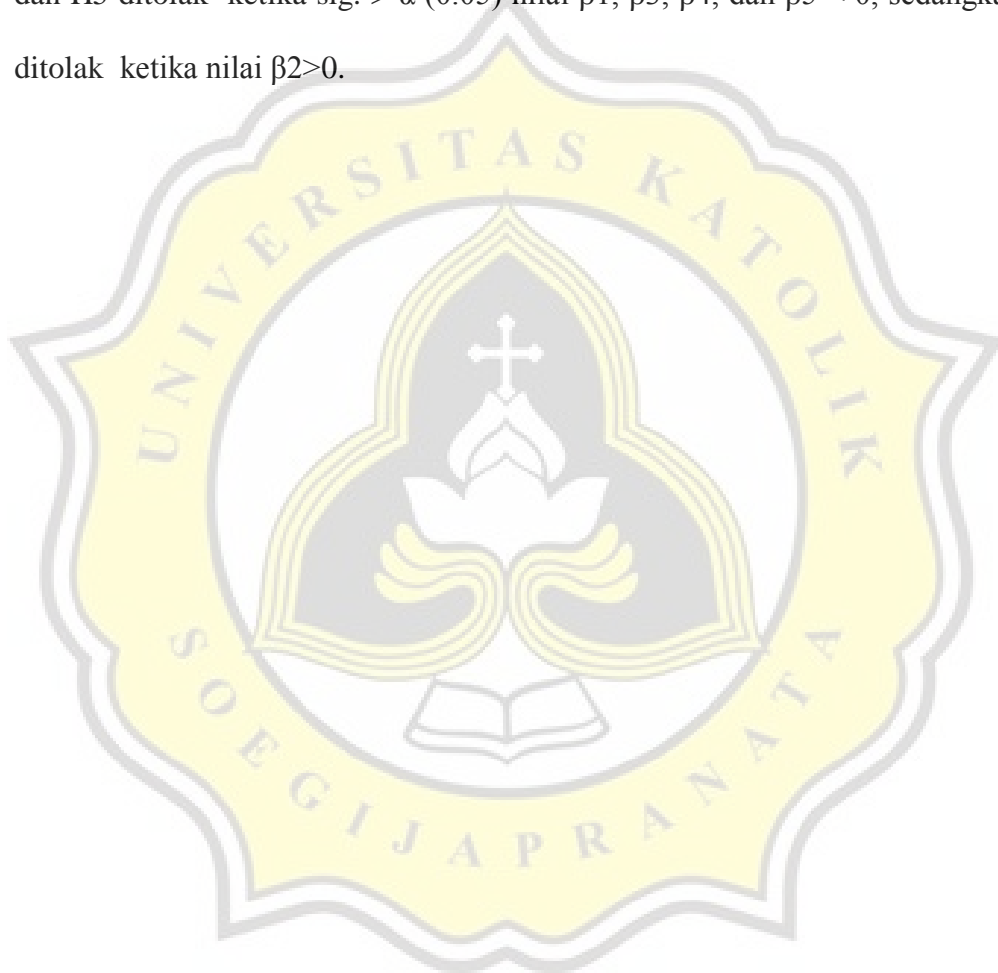 dan H5 ditolak ketika sig. > α (0.05) nilai β1, β3, β4, dan β5 <0,
ditolak ketika nilai β2>0.
UNIVERSITAS KATOLIK
SOEGIJAPRANATA